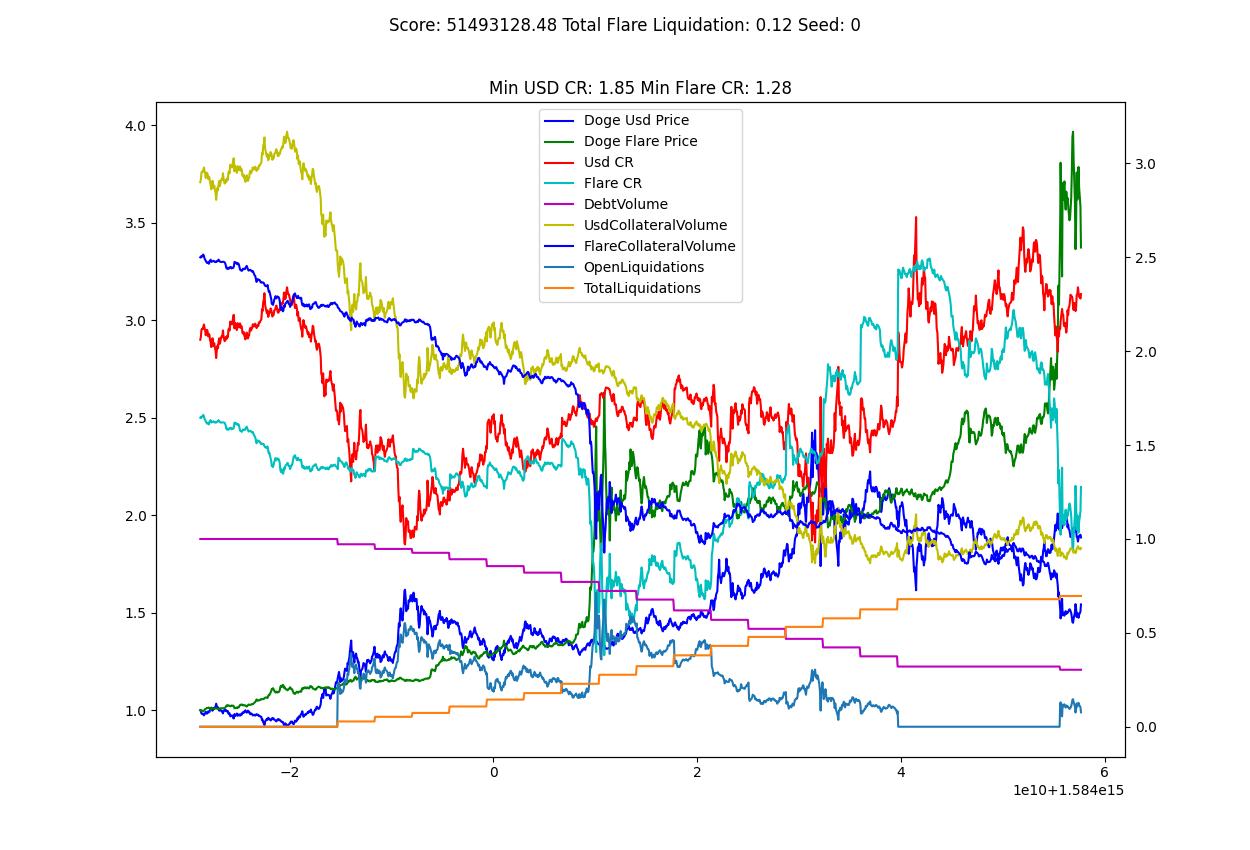 Score: 51493128.48 Total Flare Liquidation: 0.12 Seed: 0
Min USD CR: 1.85 Min Flare CR: 1.28
Doge Usd Price
Doge Flare Price
Usd CR
Flare CR
DebtVolume
UsdCollateralVolume
FlareCollateralVolume
OpenLiquidations
TotalLiquidations
4.0
3.5
3.0
2.5
2.0
1.5
1.0
3.0
2.5
2.0
1.5
1.0
0.5
0.0
−2 0 2 4 6
1e10+1.584e15